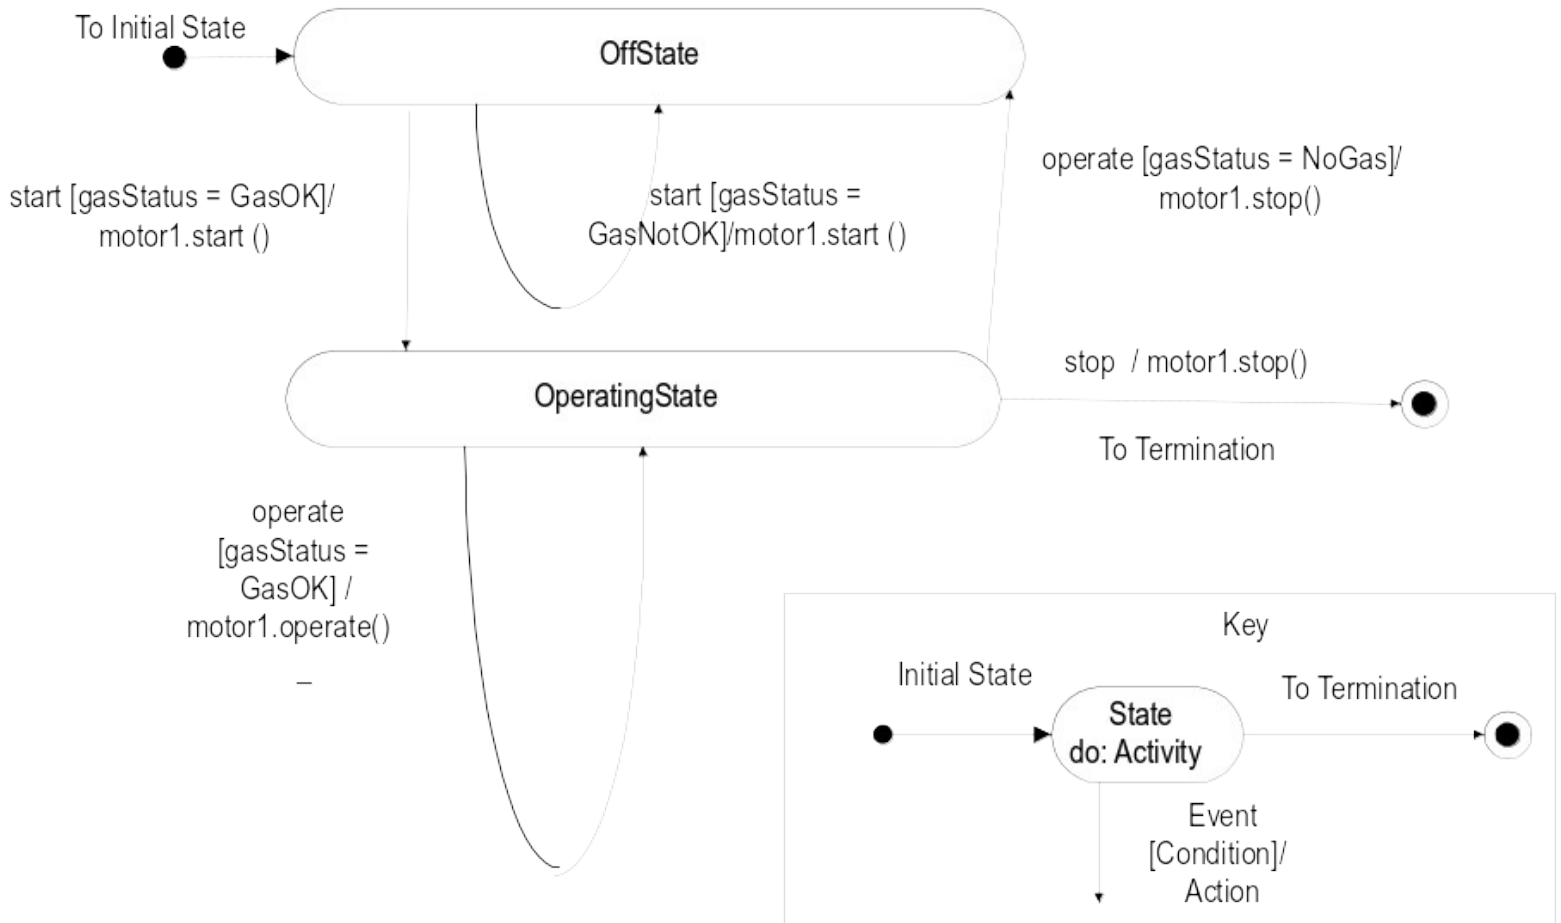 To Initial State
OffState
start [gasStatus = GasOK]/
motor1.start ()
start [gasStatus =
GasNotOK]/motor1.start ()
operate [gasStatus = NoGas]/
motor1.stop()
OperatingState
stop / motor1.stop()
To Termination
operate
[gasStatus =
GasOK] /
motor1.operate()
_
Key
Initial State
State
do: Activity
To Termination
Event
[Condition]/
Action